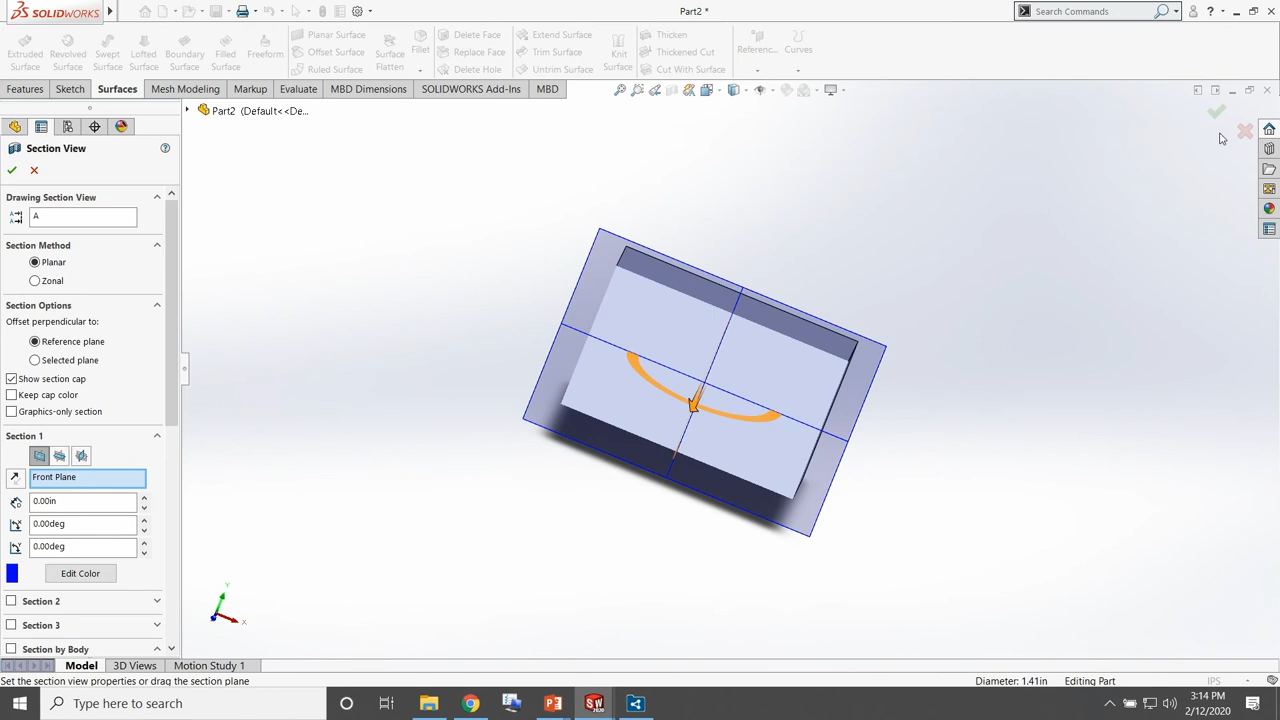 SOLIDWORKS
Part2 *
Search Commands
Extruded Surface
Revolved Surface
Swept Surface
Lofted Surface
Boundary Surface
Filled Surface
Freeform
Planar Surface
Offset Surface
Ruled Surface
Surface Flatten
Fillet
Delete Face
Replace Face
Delete Hole
Extend Surface
Trim Surface
Untrim Surface
Knit Surface
Thicken
Thickened Cut
Cut With Surface
Referenc...
Curves
Features Sketch Surfaces Mesh Modeling Markup Evaluate MBD Dimensions SOLIDWORKS Add-Ins MBD
Part2 (Default<<De...
Section View
Drawing Section View
A
Section Method
Planar
Zonal
Section Options
Offset perpendicular to:
Reference plane
Selected plane
Show section cap
Keep cap color
Graphics-only section
Section 1
Front Plane
0.00in
0.00deg
0.00deg
Edit Color
Section 2
Section 3
Section by Body
Y
X
Model 3D Views Motion Study 1
Set the section view properties or drag the section plane
Diameter: 1.41in Editing Part IPS
Type here to search
3:14 PM
2/12/2020